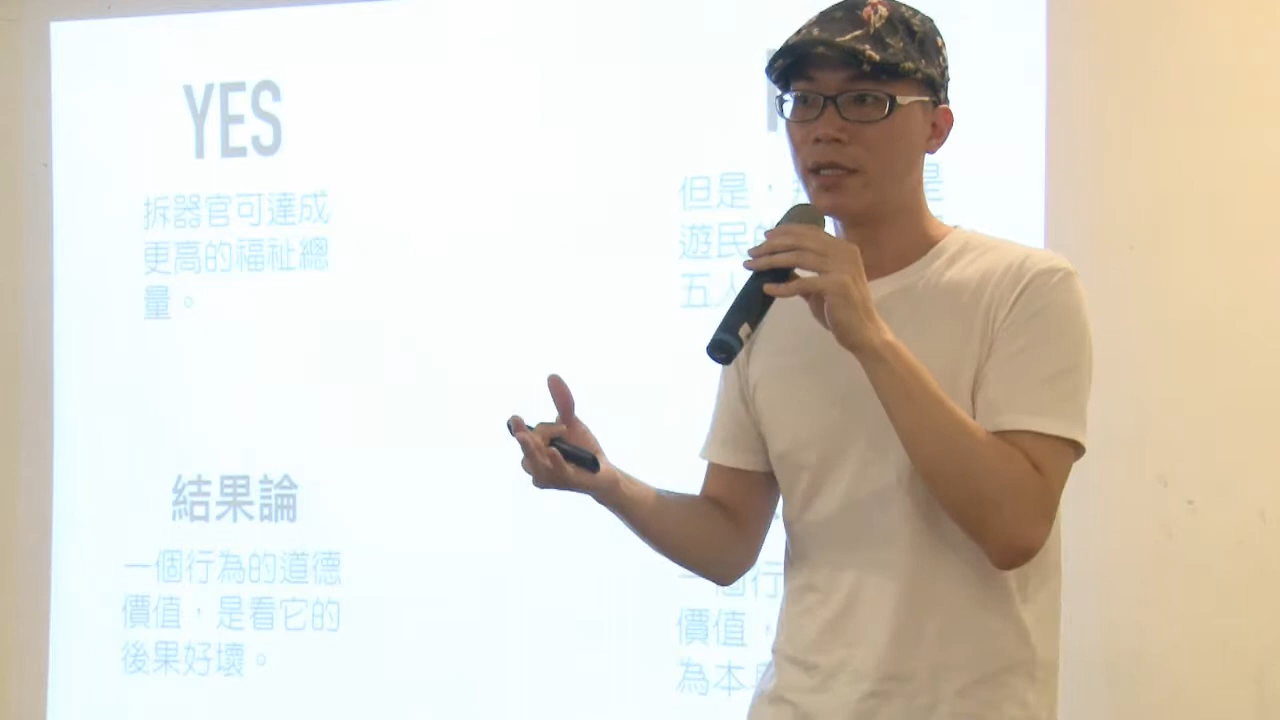 YES
拆器官可達成
更高的福祉總
量。
結果論
一個行為的道德
價值，是看它的
後果好壞。
但是，
是
遊民的
五人
一個行
價值，
為本